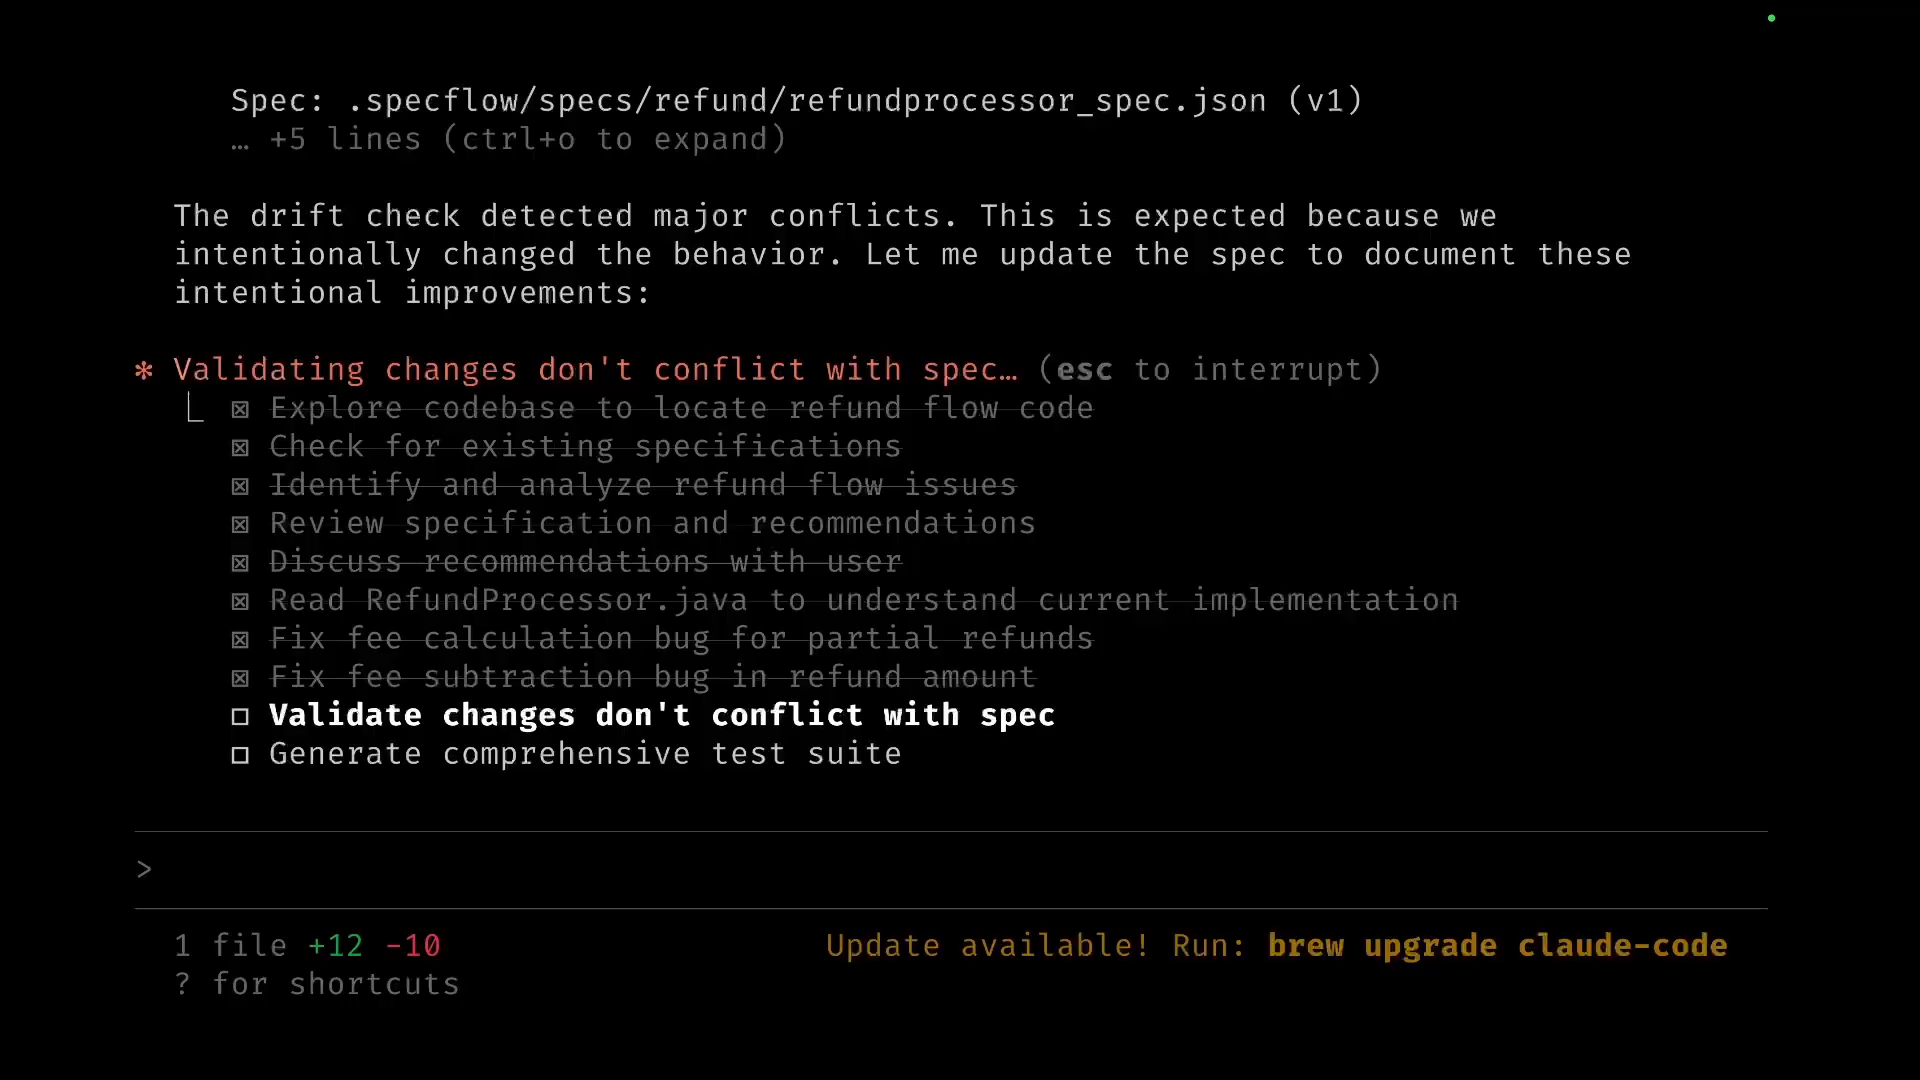 Spec: .specflow/specs/refund/refundprocessor_spec.json (v1)
… +5 lines (ctrl+o to expand)
The drift check detected major conflicts. This is expected because we
intentionally changed the behavior. Let me update the spec to document these
intentional improvements:
✻ Validating changes don't conflict with spec… (esc to interrupt)
⎿ ☒ Explore codebase to locate refund flow code
☒ Check for existing specifications
☒ Identify and analyze refund flow issues
☒ Review specification and recommendations
☒ Discuss recommendations with user
☒ Read RefundProcessor.java to understand current implementation
☒ Fix fee calculation bug for partial refunds
☒ Fix fee subtraction bug in refund amount
☐ Validate changes don't conflict with spec
☐ Generate comprehensive test suite
>
1 file +12 -10 Update available! Run: brew upgrade claude-code
? for shortcuts